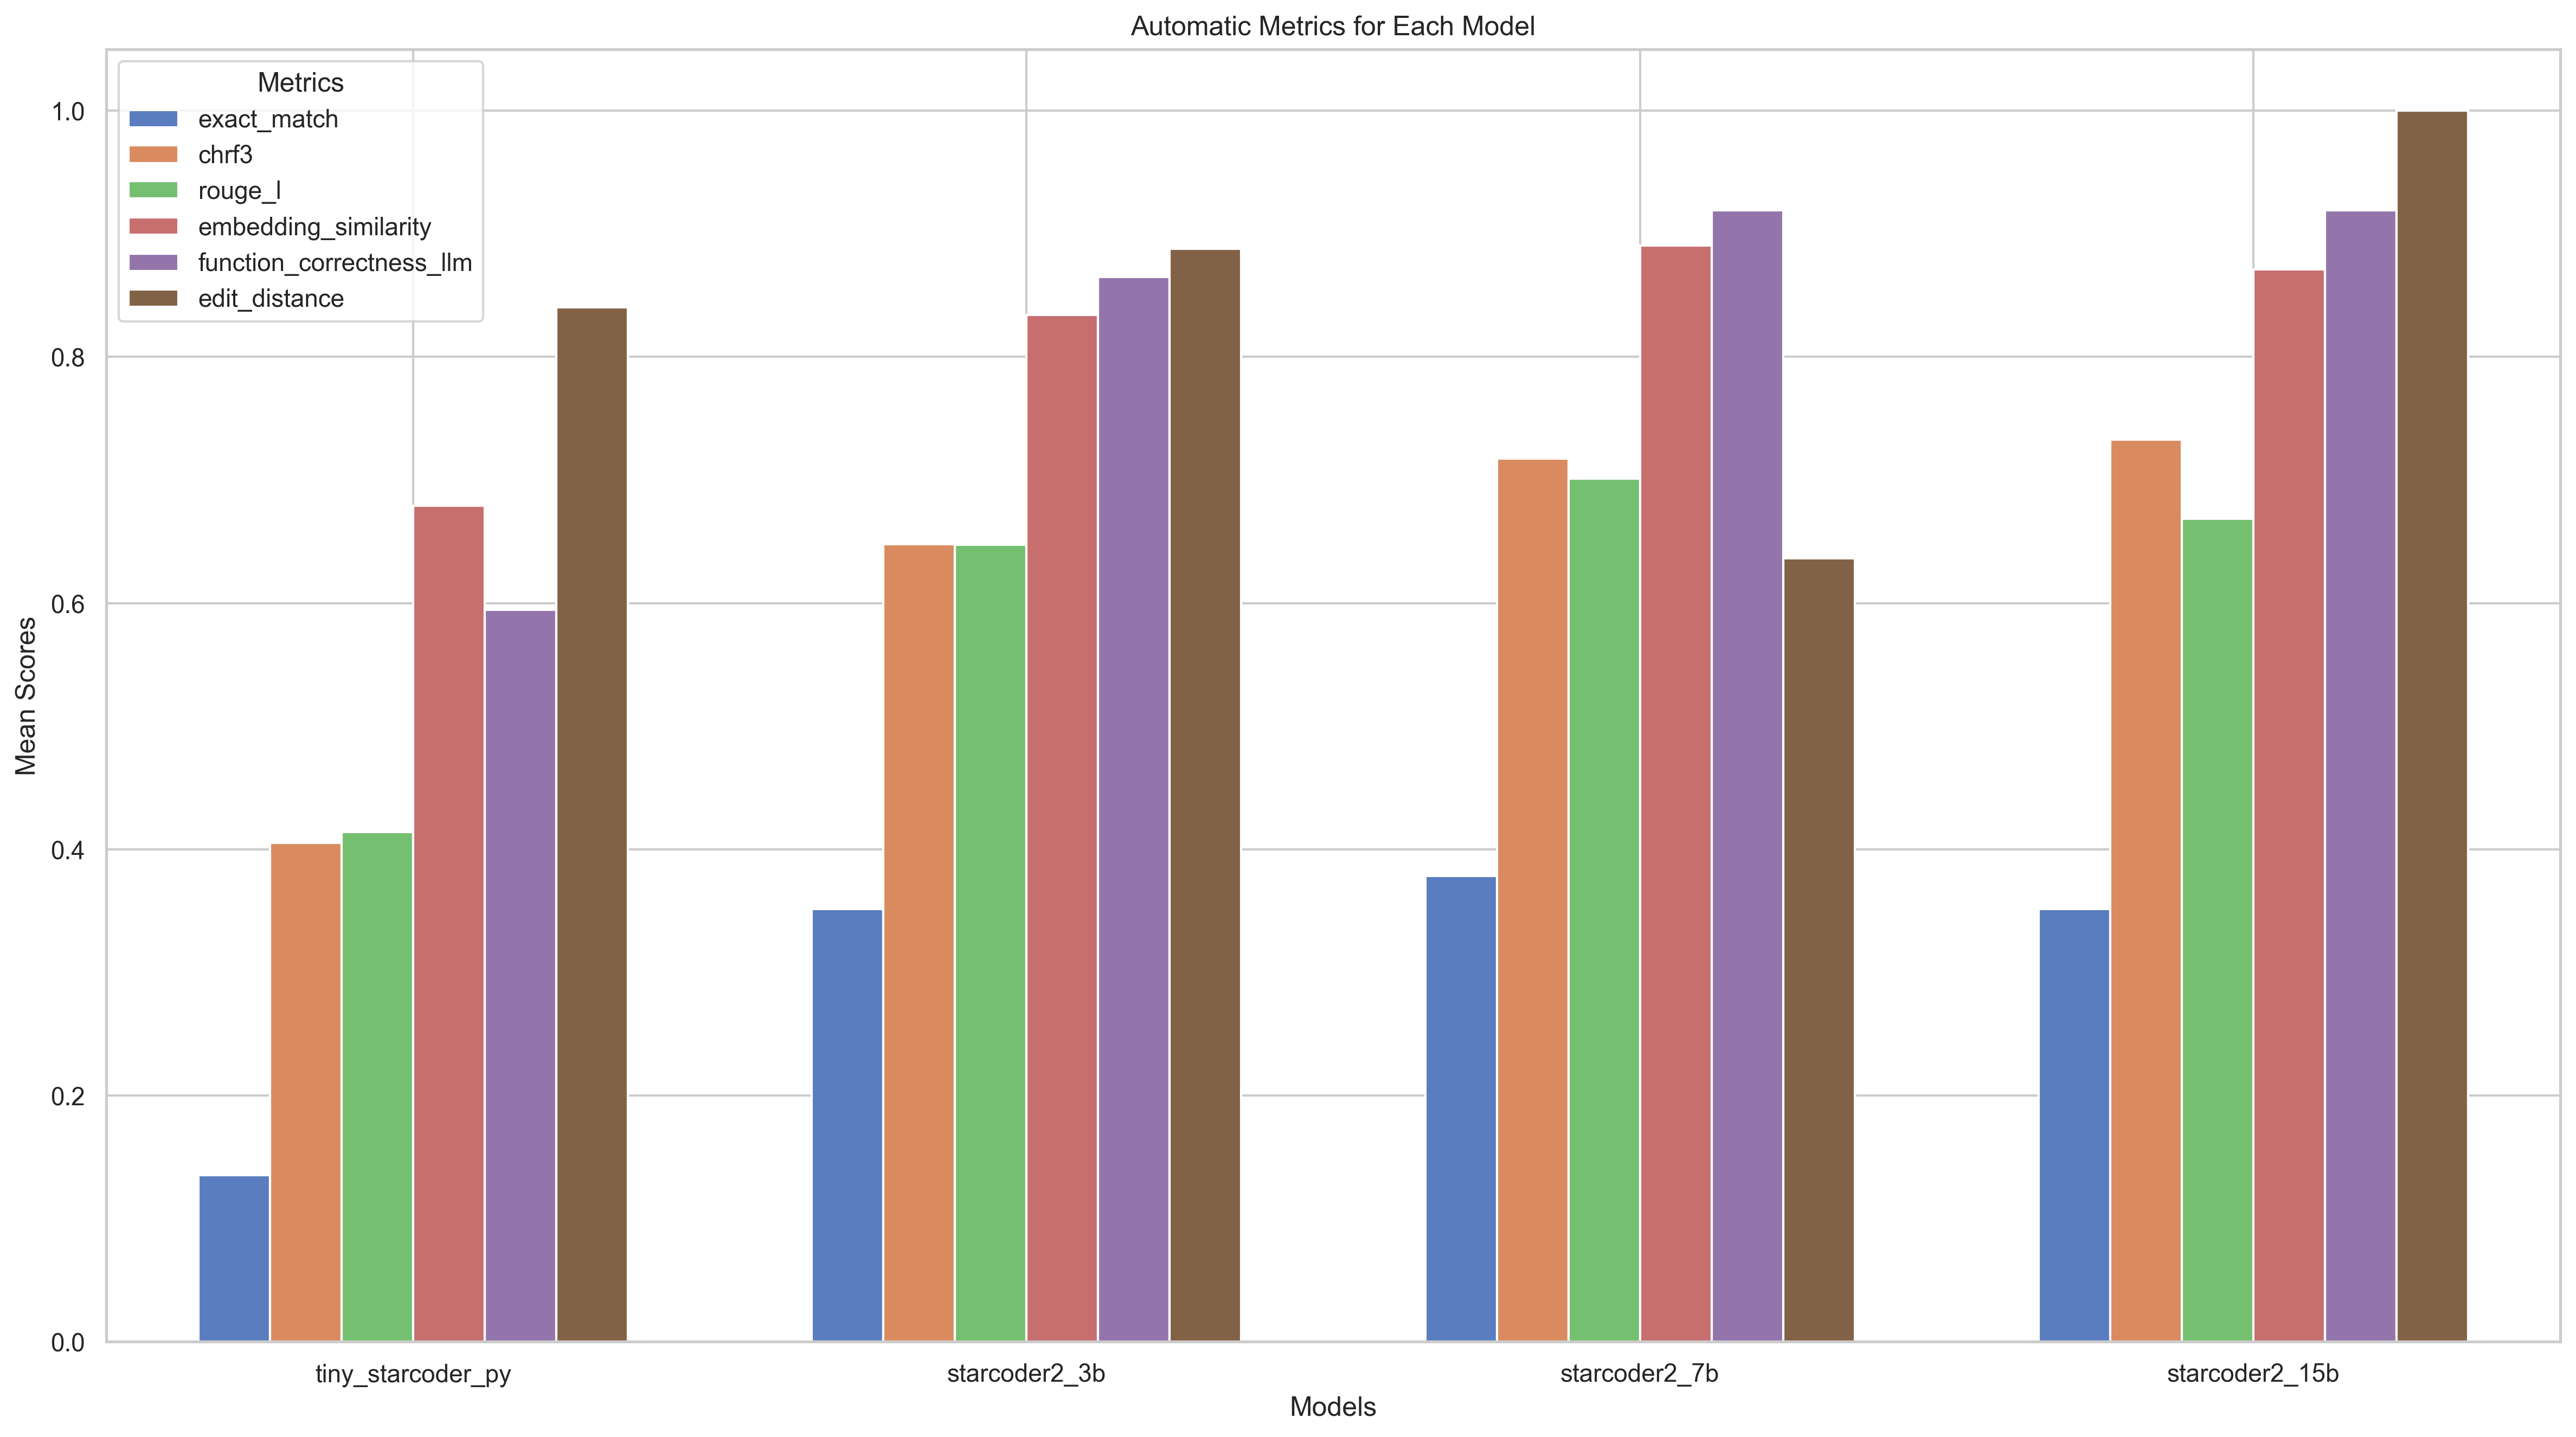 Automatic Metrics for Each Model
Metrics
exact_match
chrf3
rouge_l
embedding_similarity
function_correctness_llm
edit_distance
1.0
0.8
0.6
0.4
0.2
0.0
Mean Scores
tiny_starcoder_py
starcoder2_3b
starcoder2_7b
starcoder2_15b
Models